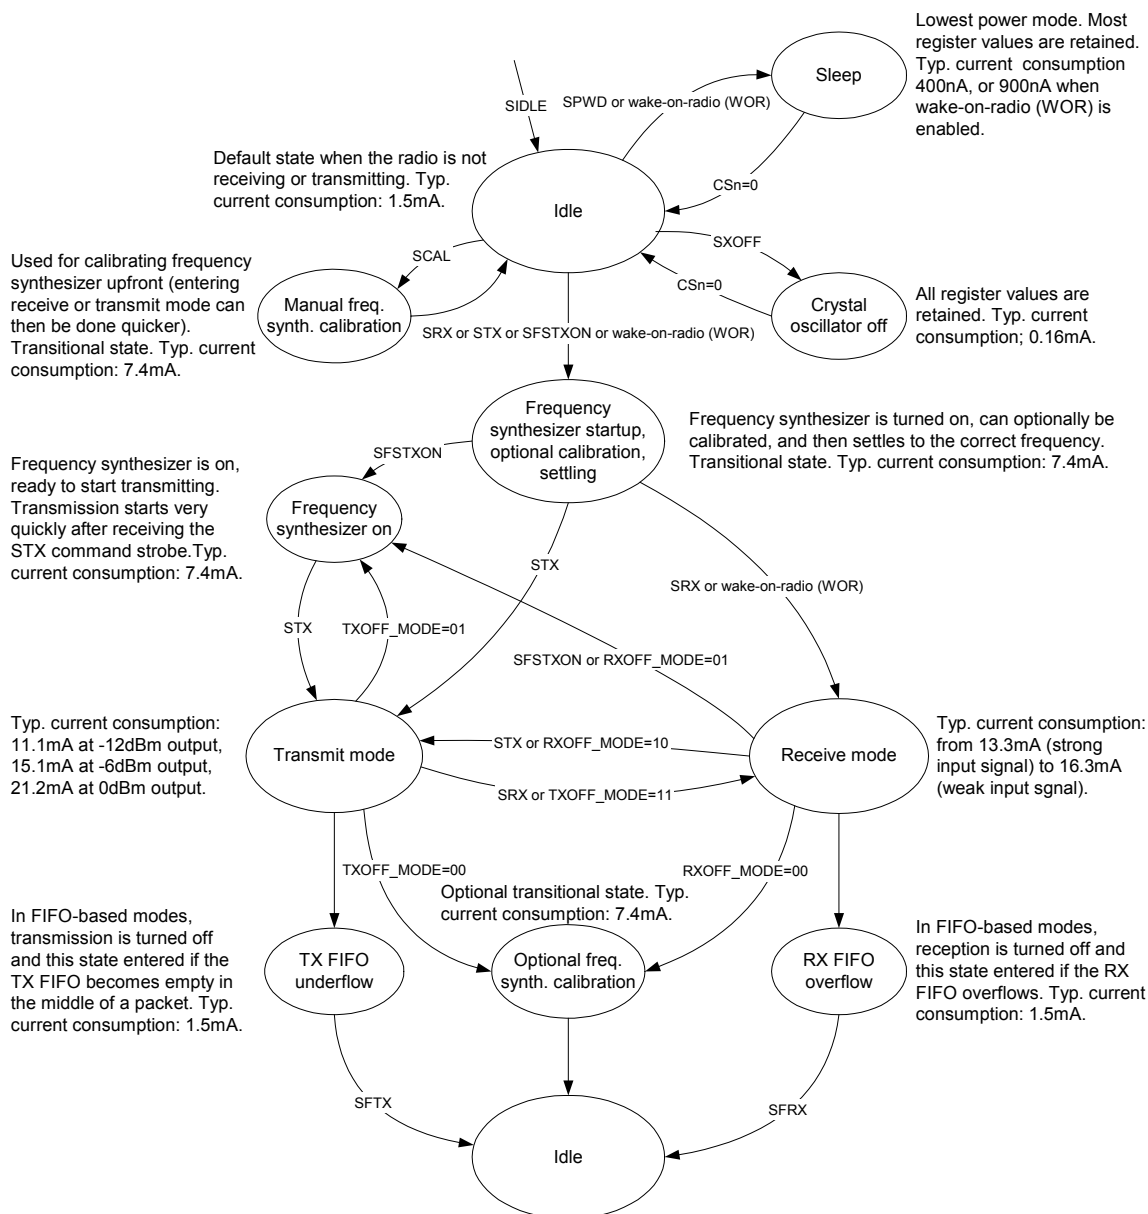 Lowest power mode. Most
register values are retained.
Typ. current consumption
400nA, or 900nA when
wake-on-radio (WOR) is
enabled.
Sleep
SPWD or wake-on-radio (WOR)
SIDLE
Default state when the radio is not
receiving or transmitting. Typ.
current consumption: 1.5mA.
CSn=0
Idle
SXOFF
SCAL
CSn=0
Used for calibrating frequency
synthesizer upfront (entering
receive or transmit mode can
then be done quicker).
Transitional state. Typ. current
consumption: 7.4mA.
Manual freq.
synth. calibration
Crystal
oscillator off
All register values are
retained. Typ. current
consumption; 0.16mA.
SRX or STX or SFSTXON or wake-on-radio (WOR)
Frequency
synthesizer startup,
optional calibration,
settling
Frequency synthesizer is turned on, can optionally be
calibrated, and then settles to the correct frequency.
Transitional state. Typ. current consumption: 7.4mA.
SFSTXON
Frequency synthesizer is on,
ready to start transmitting.
Transmission starts very
quickly after receiving the
STX command strobe.Typ.
current consumption: 7.4mA.
Frequency
synthesizer on
STX
SRX or wake-on-radio (WOR)
STX
TXOFF_MODE=01
SFSTXON or RXOFF_MODE=01
Typ. current consumption:
11.1mA at -12dBm output,
15.1mA at -6dBm output,
21.2mA at 0dBm output.
Transmit mode
STX or RXOFF_MODE=10
SRX or TXOFF_MODE=11
Receive mode
Typ. current consumption:
from 13.3mA (strong
input signal) to 16.3mA
(weak input sgnal).
TXOFF_MODE=00
RXOFF_MODE=00
Optional transitional state. Typ.
current consumption: 7.4mA.
In FIFO-based modes,
transmission is turned off
and this state entered if the
TX FIFO becomes empty in
the middle of a packet. Typ.
current consumption: 1.5mA.
TX FIFO
underflow
Optional freq.
synth. calibration
RX FIFO
overflow
In FIFO-based modes,
reception is turned off and
this state entered if the RX
FIFO overflows. Typ. current
consumption: 1.5mA.
SFTX
SFRX
Idle